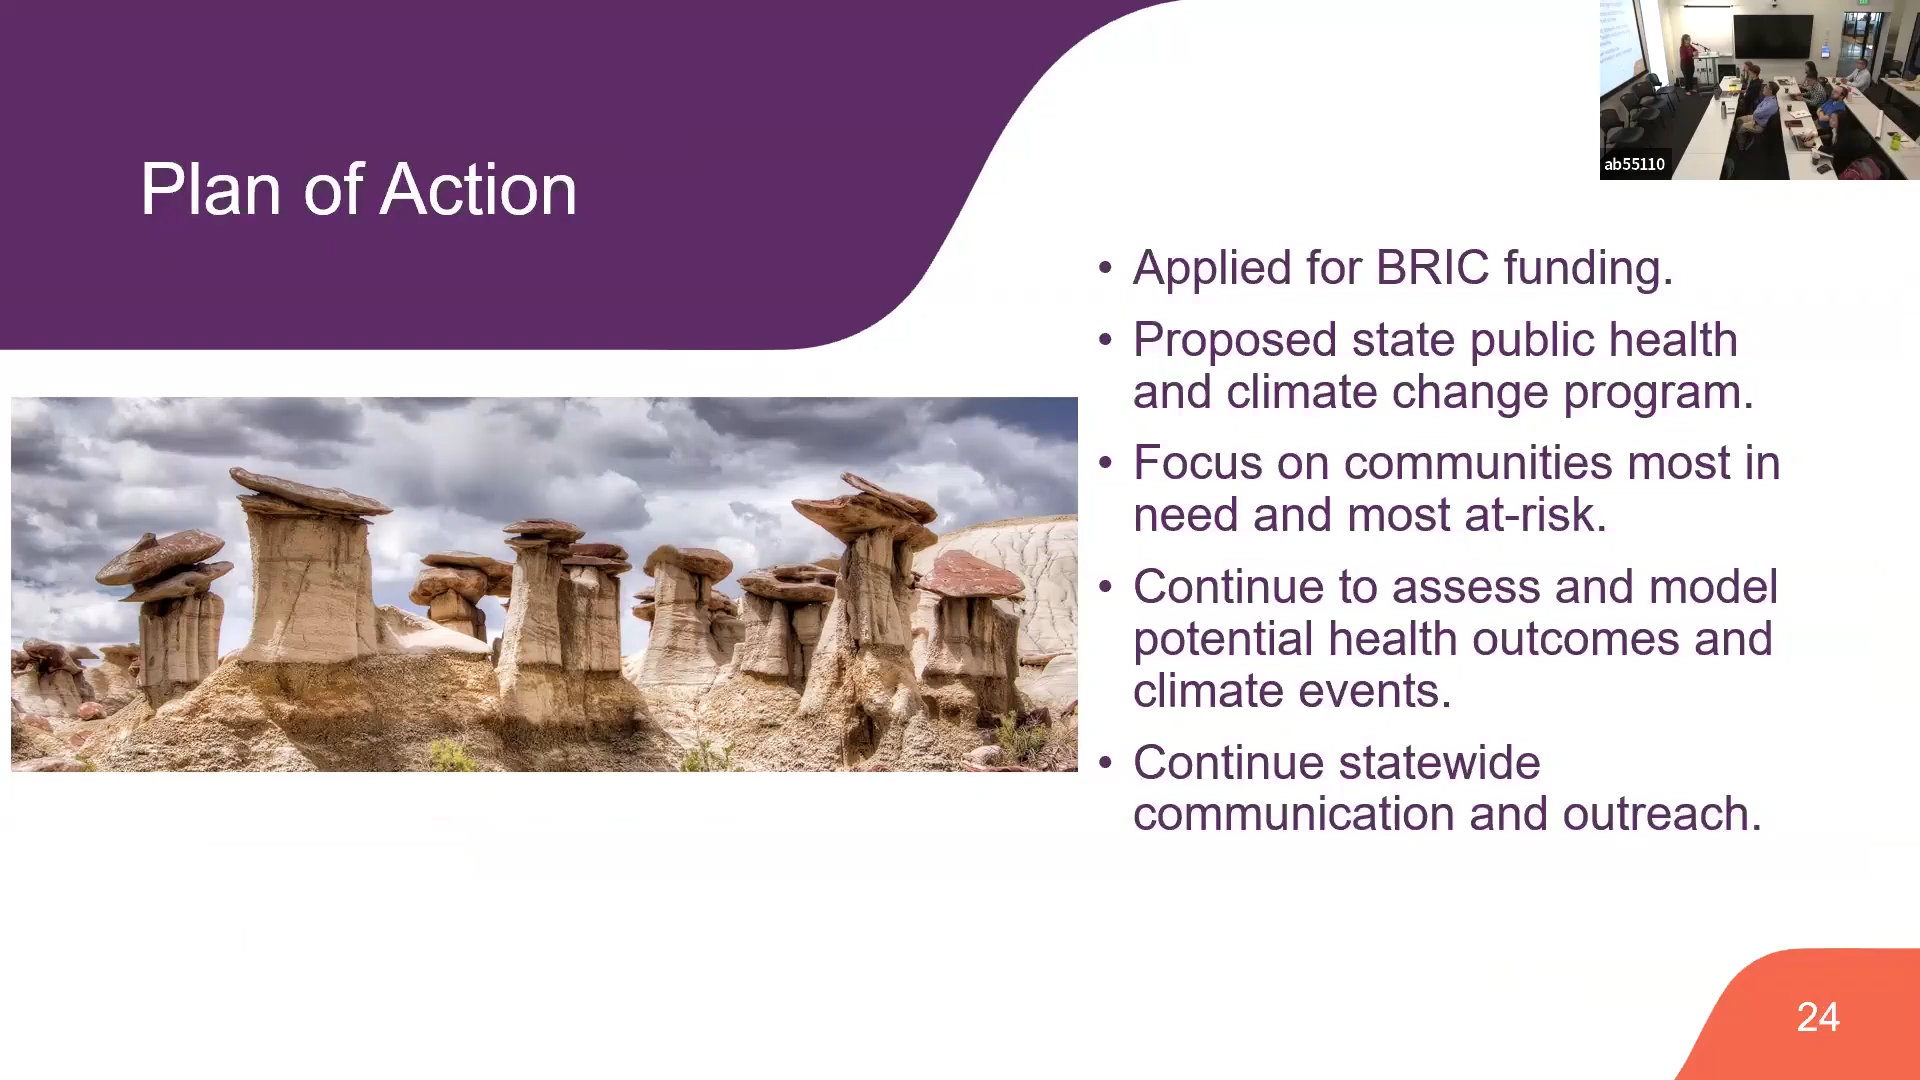 Plan of Action
ab55110
• Applied for BRIC funding.
• Proposed state public health
and climate change program.
• Focus on communities most in
need and most at-risk.
• Continue to assess and model
potential health outcomes and
climate events.
• Continue statewide
communication and outreach.
24